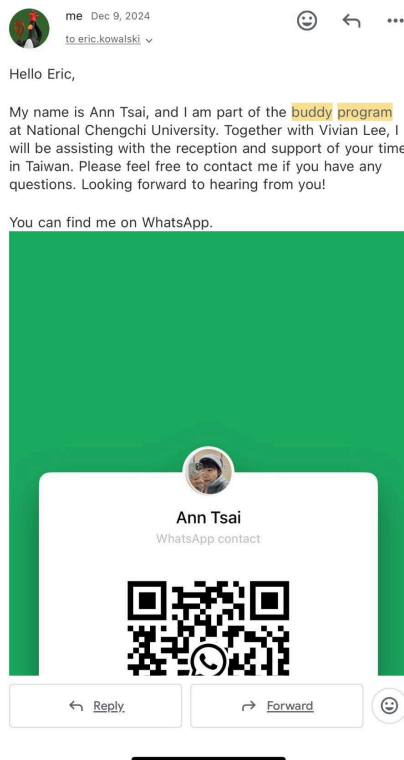 me Dec 9, 2024
to eric.kowalski
Hello Eric,
My name is Ann Tsai, and I am part of the buddy program
at National Chengchi University. Together with Vivian Lee, I
will be assisting with the reception and support of your time
in Taiwan. Please feel free to contact me if you have any
questions. Looking forward to hearing from you!
You can find me on WhatsApp.
Ann Tsai
WhatsApp contact
Reply
Forward